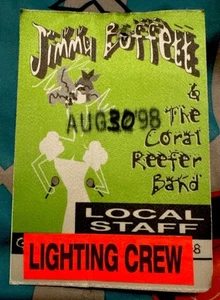 Jimmy Buffett
&
The
AUG 30 '98
Coral
Reefer
Band
LOCAL
STAFF
LIGHTING CREW